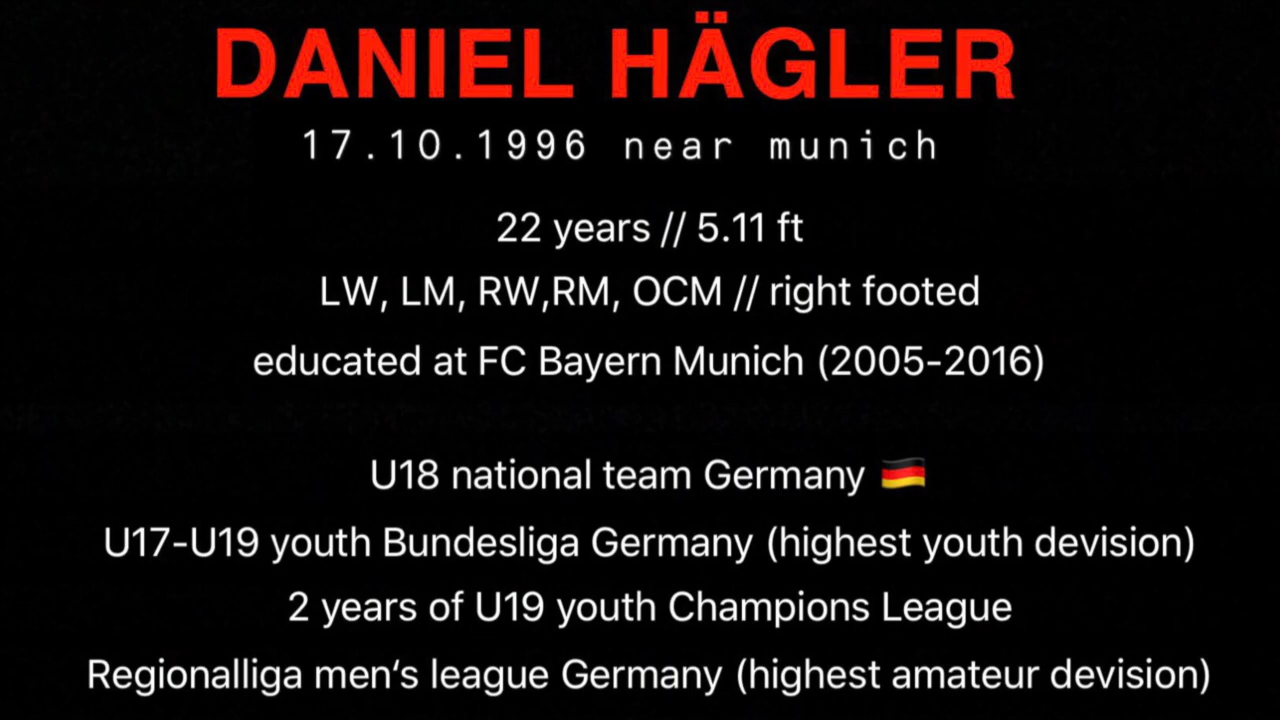 DANIEL HÄGLER
17.10.1996 near munich
22 years // 5.11 ft
LW, LM, RW,RM, OCM // right footed
educated at FC Bayern Munich (2005-2016)
U18 national team Germany 🇩🇪
U17-U19 youth Bundesliga Germany (highest youth devision)
2 years of U19 youth Champions League
Regionalliga men‘s league Germany (highest amateur devision)